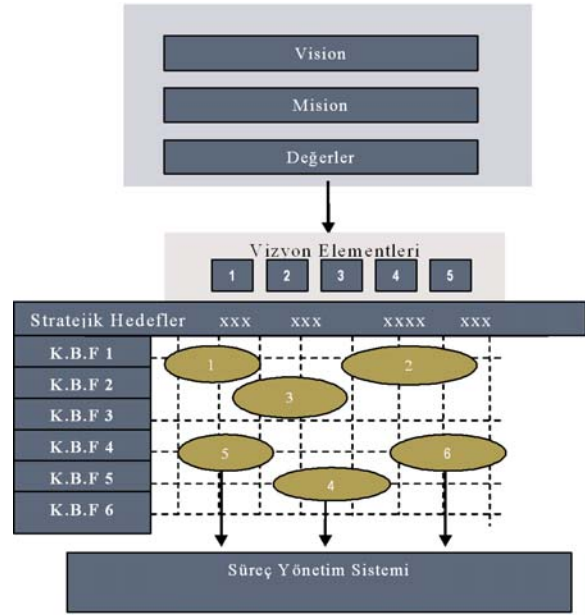 Vision
Mision
Değerler
Vizyon Elementleri
1 2 3 4 5
Stratejik Hedefler xxx xxx xxxx xxx
K.B.F 1
1 2
K.B.F 2
3
K.B.F 3
K.B.F 4
5 6
K.B.F 5
4
K.B.F 6
Süreç Yönetim Sistemi